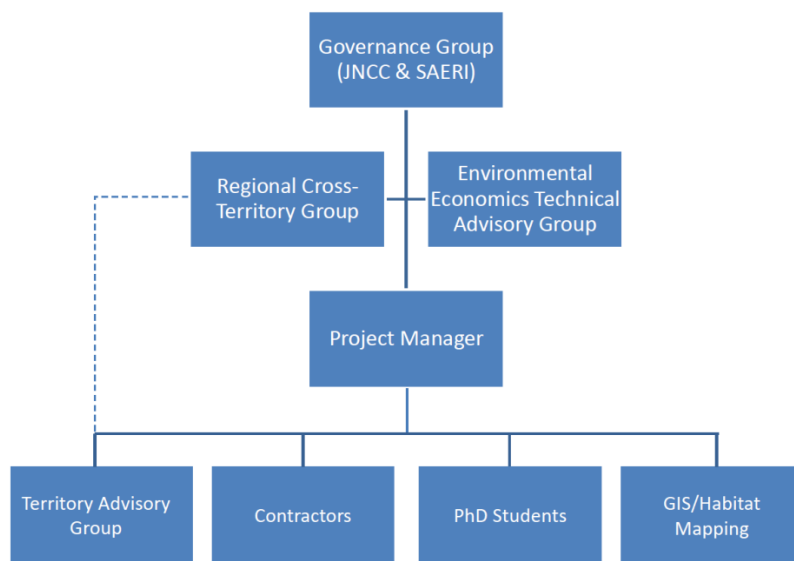 Governance Group
(JNCC & SAERI)
Regional Cross-
Territory Group
Environmental
Economics Technical
Advisory Group
Project Manager
Territory Advisory
Group
Contractors
PhD Students
GIS/Habitat
Mapping